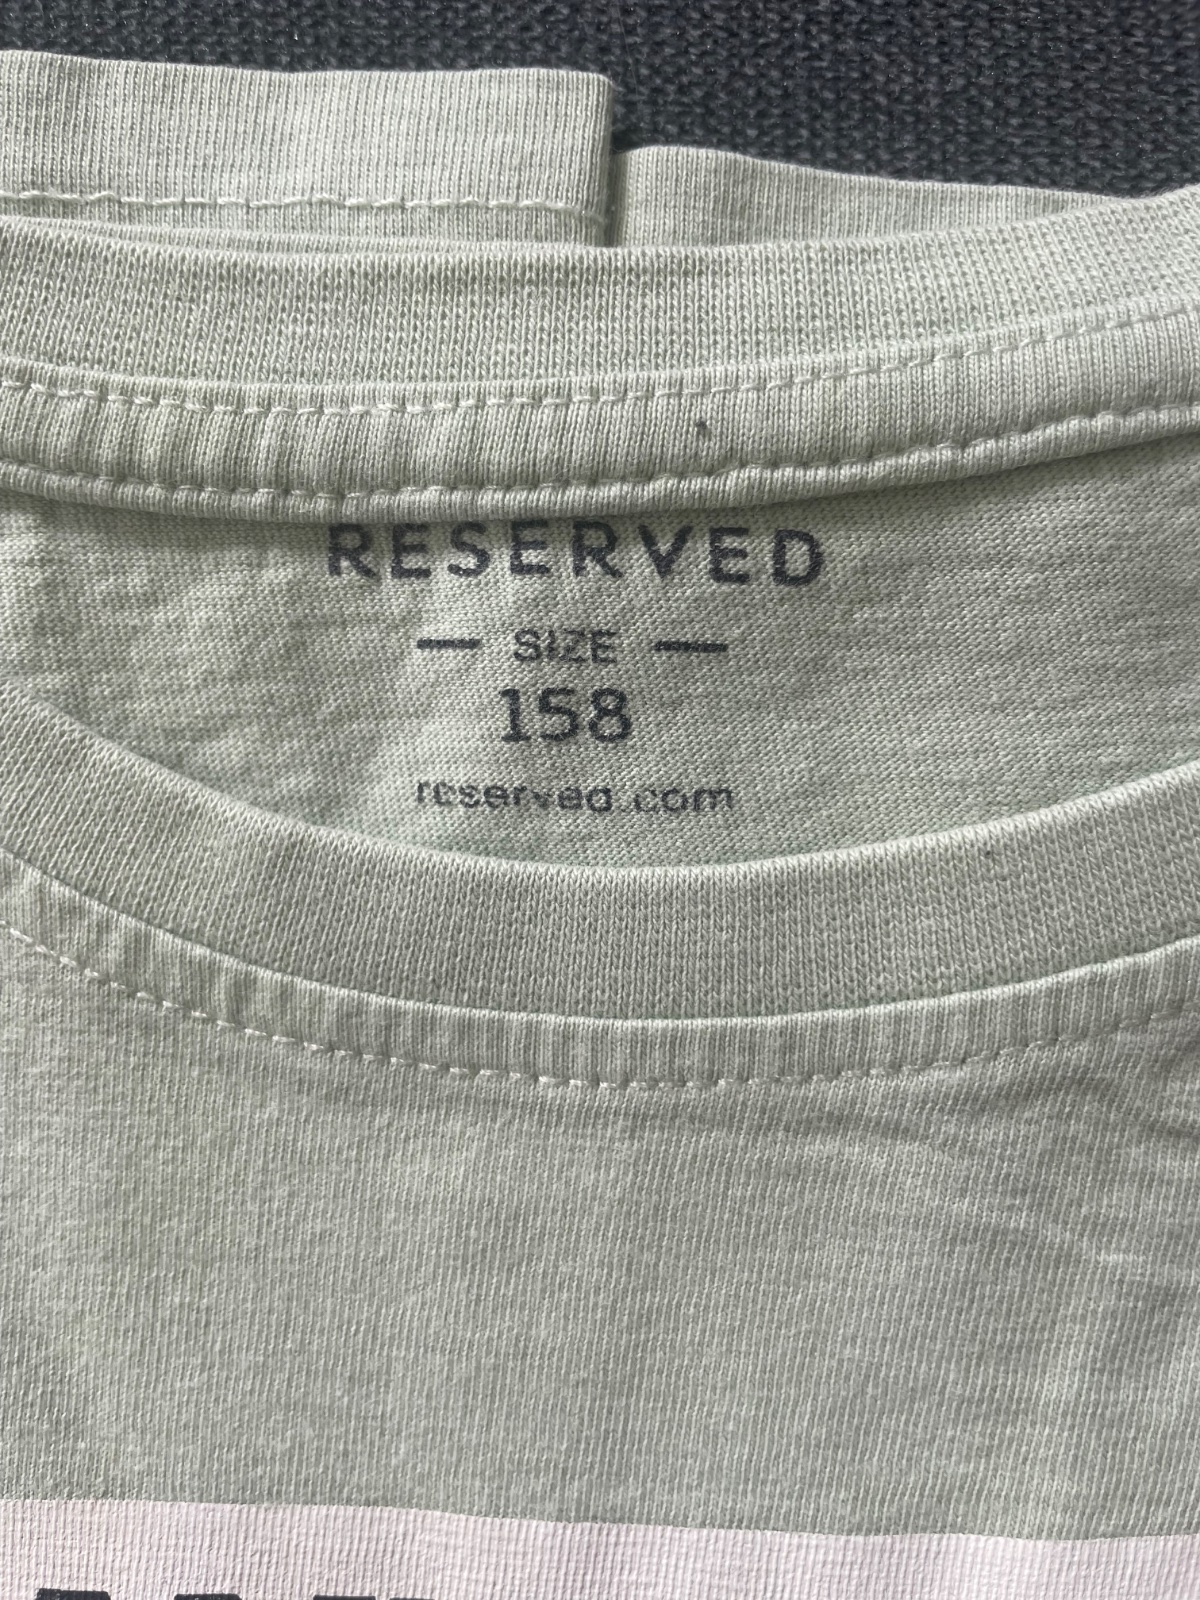 RESERVED
— SIZE —
158
reserved.com